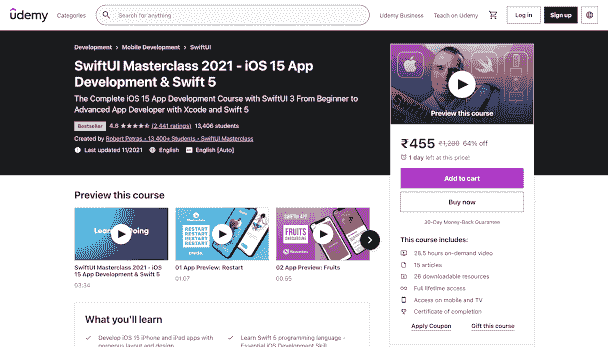 udemy Categories Search for anything Udemy Business Teach on Udemy Log in Sign up
Development > Mobile Development > SwiftUI
SwiftUI Masterclass 2021 - iOS 15 App
Development & Swift 5
The Complete iOS 15 App Development Course with SwiftUI 3 From Beginner to
Advanced App Developer with Xcode and Swift 5
Bestseller 4.6 (2,441 ratings) 13,406 students
Created by Robert Petras • 13 400+ Students • SwiftUI Masterclass
Last updated 11/2021 English English [Auto]
Preview this course
₹455 ₹1,280 64% off
1 day left at this price!
Add to cart
Buy now
30-Day Money-Back Guarantee
This course includes:
26.5 hours on-demand video
15 articles
26 downloadable resources
Full lifetime access
Access on mobile and TV
Certificate of completion
Apply Coupon Gift this course
Preview this course
RESTART
FRUITS
SwiftUI Masterclass 2021 - iOS
15 App Development & Swift 5
03:34
01 App Preview: Restart
01:07
02 App Preview: Fruits
00:55
What you'll learn
Develop iOS 15 iPhone and iPad apps with
gorgeous layout and design
Learn Swift 5 programming language -
Essential iOS Development Skill